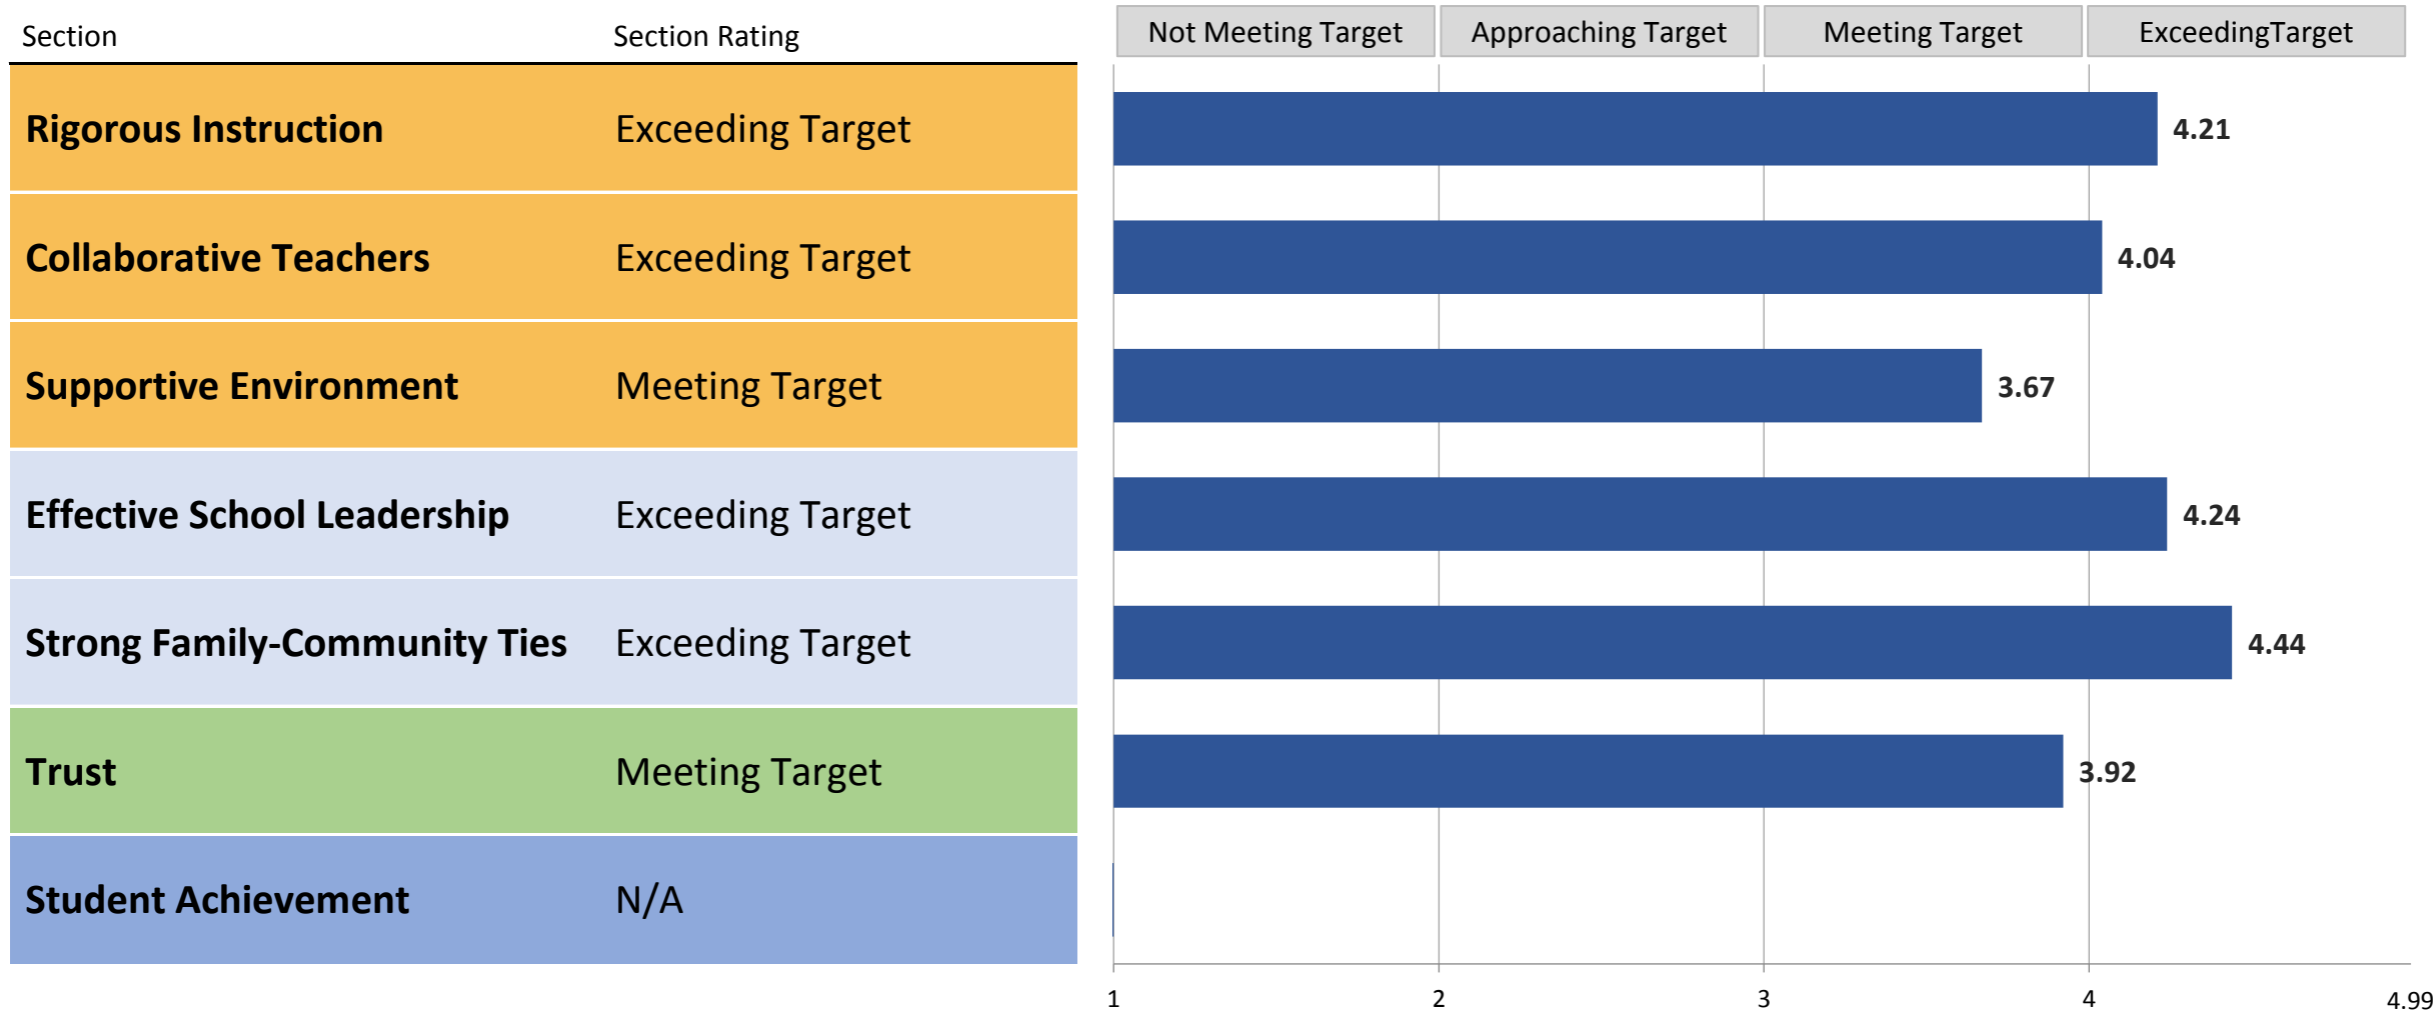 Section Section Rating Not Meeting Target Approaching Target Meeting Target ExceedingTarget
Rigorous Instruction Exceeding Target 4.21
Collaborative Teachers Exceeding Target 4.04
Supportive Environment Meeting Target 3.67
Effective School Leadership Exceeding Target 4.24
Strong Family-Community Ties Exceeding Target 4.44
Trust Meeting Target 3.92
Student Achievement N/A
1 2 3 4 4.99